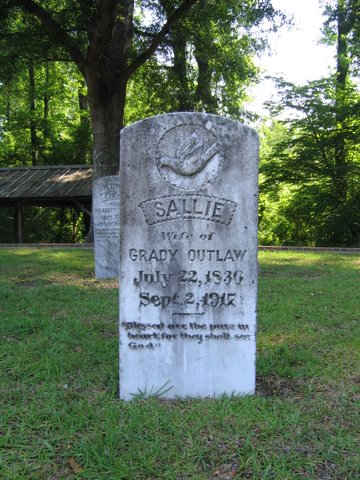 SALLIE
Wife of
GRADY OUTLAW
July 22, 1836
Sept. 2, 1917
"Blessed are the pure in
heart for they shall see
God."